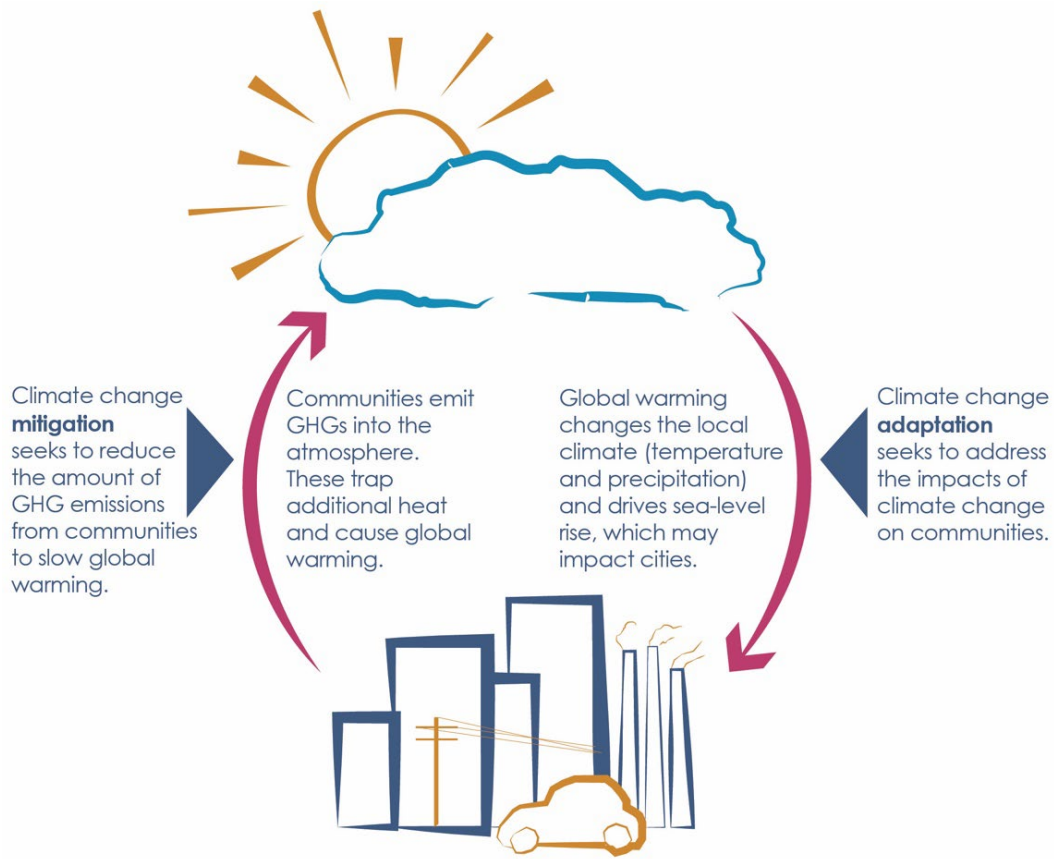 Climate change
mitigation
seeks to reduce
the amount of
GHG emissions
from communities
to slow global
warming.
Communities emit
GHGs into the
atmosphere.
These trap
additional heat
and cause global
warming.
Global warming
changes the local
climate (temperature
and precipitation)
and drives sea-level
rise, which may
impact cities.
Climate change
adaptation
seeks to address
the impacts of
climate change
on communities.